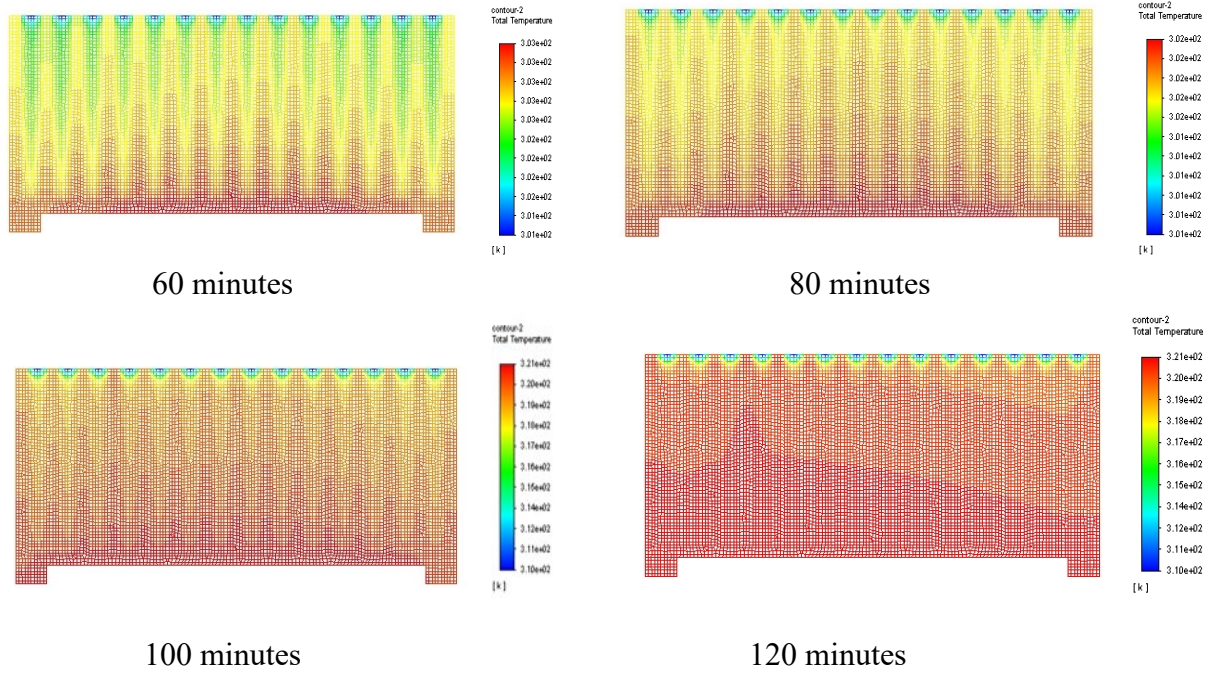 contour-2
Total Temperature
3.03e+02
3.03e+02
3.03e+02
3.03e+02
3.02e+02
3.02e+02
3.02e+02
3.02e+02
3.01e+02
3.01e+02
[ k ]
60 minutes
contour-2
Total Temperature
3.02e+02
3.02e+02
3.02e+02
3.02e+02
3.02e+02
3.01e+02
3.01e+02
3.01e+02
3.01e+02
3.01e+02
[ k ]
80 minutes
contour-2
Total Temperature
3.21e+02
3.20e+02
3.19e+02
3.18e+02
3.17e+02
3.16e+02
3.15e+02
3.14e+02
3.13e+02
3.12e+02
3.11e+02
3.10e+02
[ k ]
100 minutes
contour-2
Total Temperature
3.21e+02
3.20e+02
3.19e+02
3.18e+02
3.17e+02
3.16e+02
3.15e+02
3.14e+02
3.13e+02
3.12e+02
3.11e+02
3.10e+02
[ k ]
120 minutes